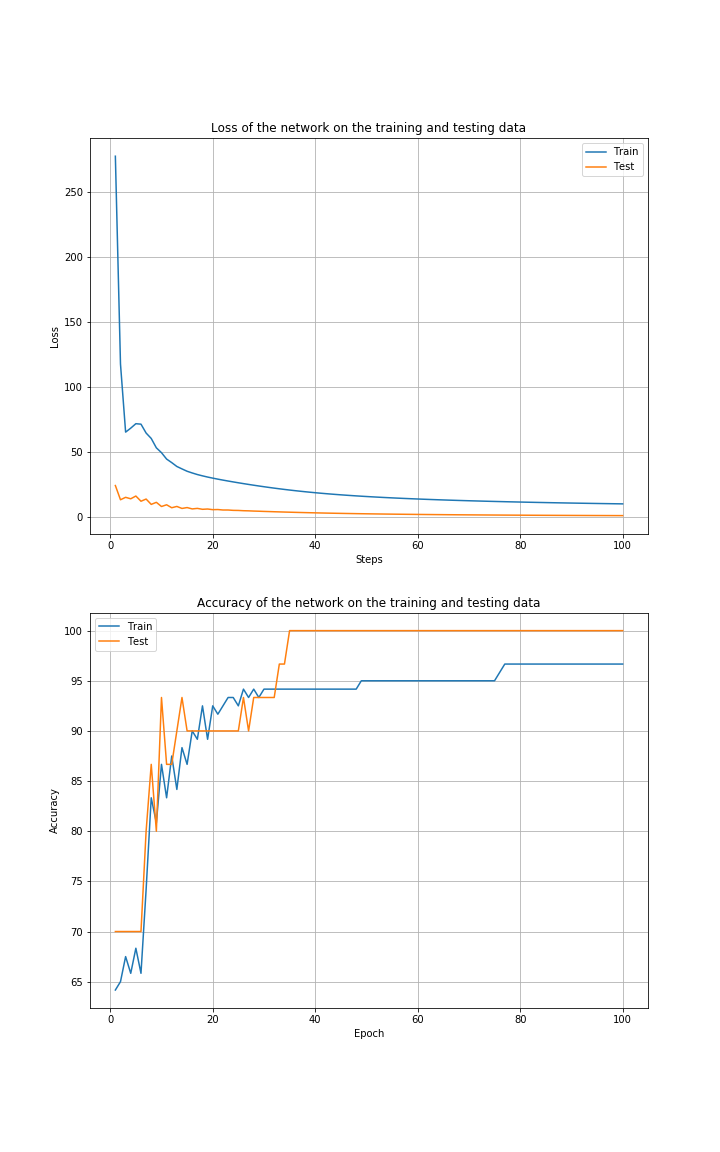 Loss of the network on the training and testing data
Train
Test
250
200
150
100
50
0
Loss
0 20 40 60 80 100
Steps
Accuracy of the network on the training and testing data
Train
Test
100
95
90
85
80
75
70
65
Accuracy
0 20 40 60 80 100
Epoch